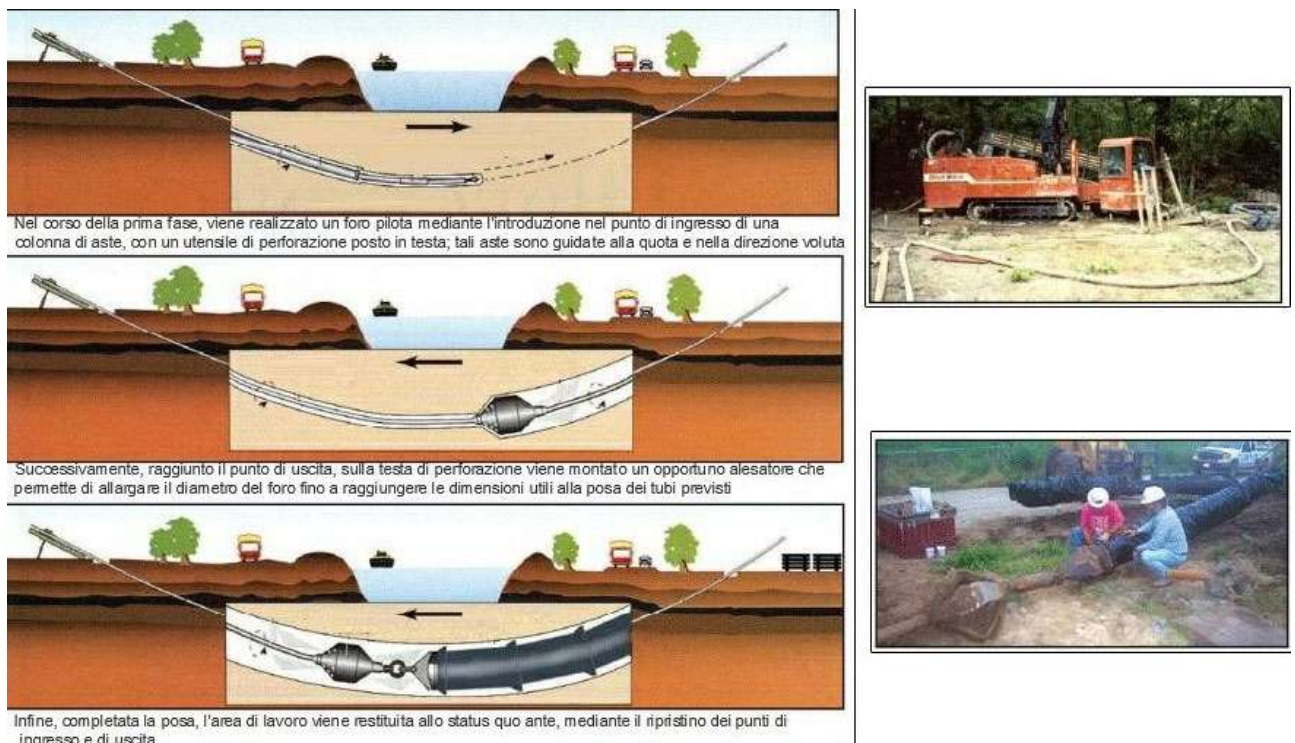 Nel corso della prima fase, viene realizzato un foro pilota mediante l'introduzione nel punto di ingresso di una
colonna di aste, con un utensile di perforazione posto in testa; tali aste sono guidate alla quota e nella direzione voluta
Successivamente, raggiunto il punto di uscita, sulla testa di perforazione viene montato un opportuno alesatore che
permette di allargare il diametro del foro fino a raggiungere le dimensioni utili alla posa dei tubi previsti
Infine, completata la posa, l'area di lavoro viene restituita allo status quo ante, mediante il ripristino dei punti di
ingresso e di uscita